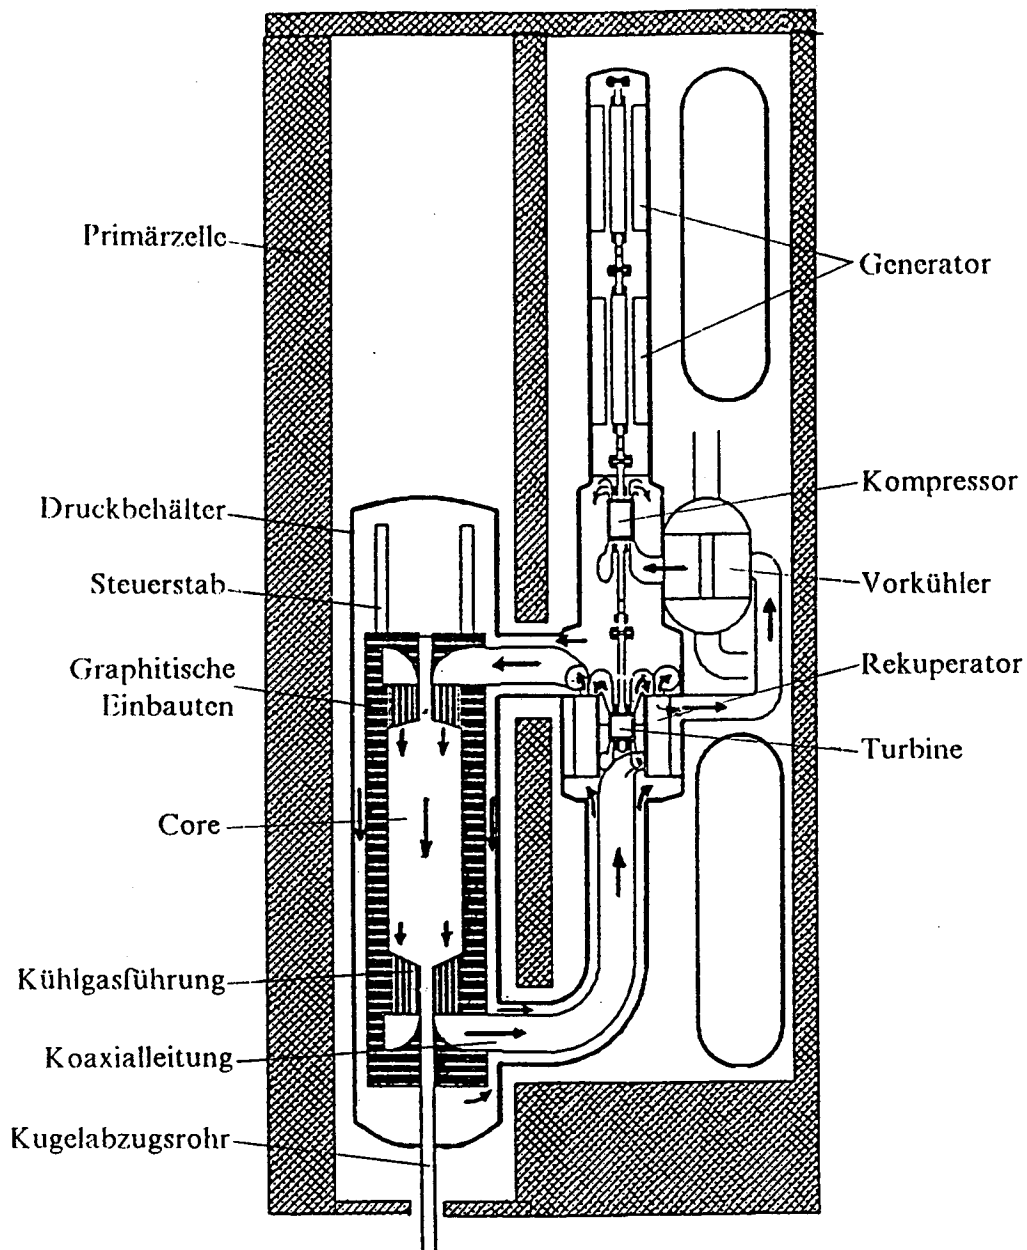 Primärzelle
Generator
Kompressor
Druckbehälter
Steuerstab
Vorkühler
Graphitische
Einbauten
Rekuperator
Turbine
Core
Kühlgasführung
Koaxialleitung
Kugelabzugsrohr